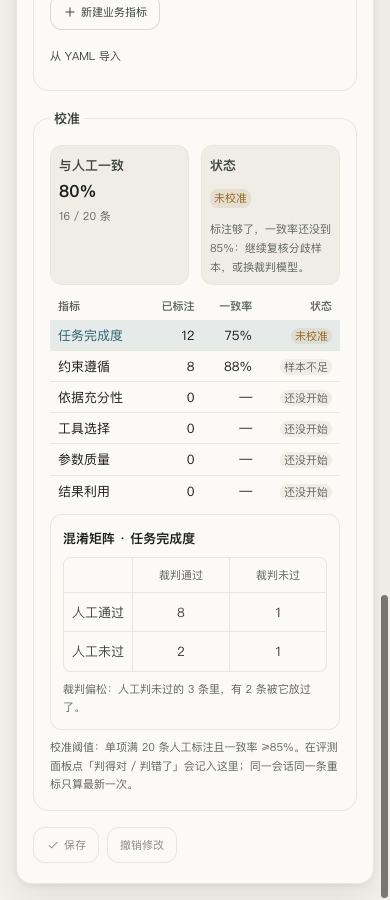 + 新建业务指标
从 YAML 导入
校准
与人工一致
80%
16 / 20 条
状态
未校准
标注够了，一致率还没到
85%：继续复核分歧样
本，或换裁判模型。
指标 已标注 一致率 状态
任务完成度 12 75% 未校准
约束遵循 8 88% 样本不足
依据充分性 0 — 还没开始
工具选择 0 — 还没开始
参数质量 0 — 还没开始
结果利用 0 — 还没开始
混淆矩阵 · 任务完成度
裁判通过 裁判未过
人工通过 8 1
人工未过 2 1
裁判偏松：人工判未过的 3 条里，有 2 条被它放过
了。
校准阈值：单项满 20 条人工标注且一致率 ≥85%。在评测
面板点「判得对 / 判错了」会记入这里；同一会话同一条重
标只算最新一次。
✓ 保存 撤销修改